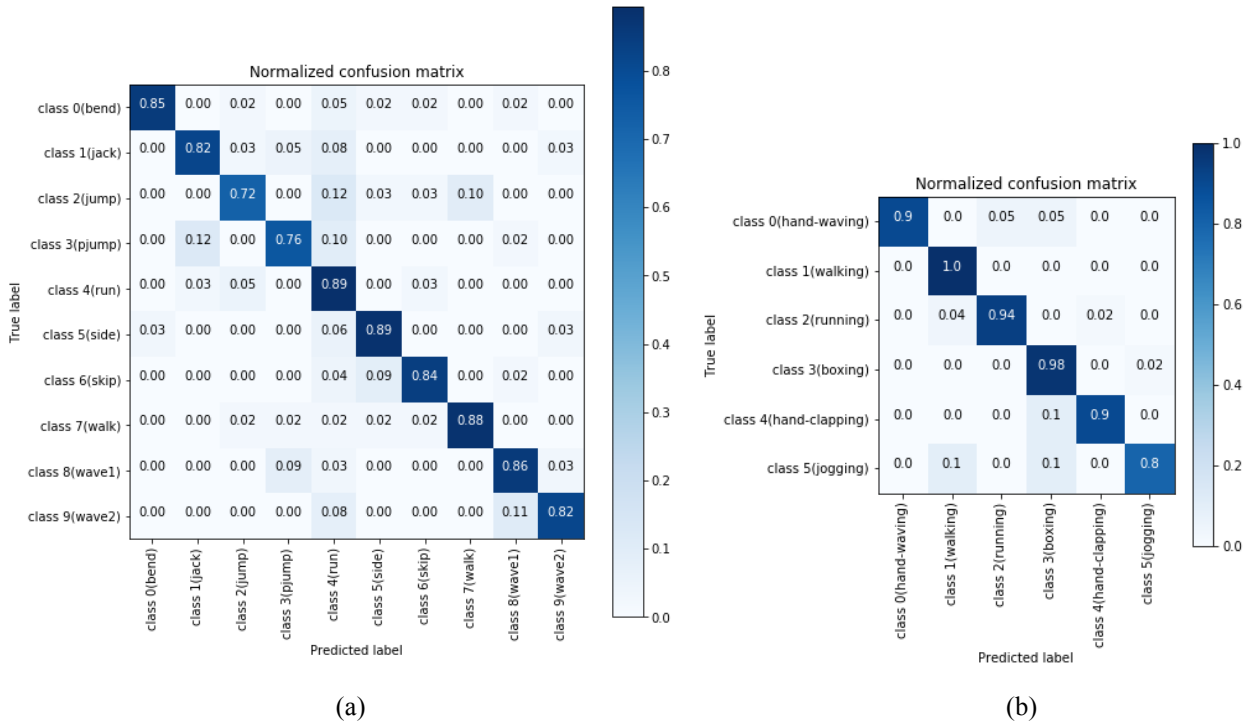 Normalized confusion matrix
class 0(bend) 0.85 0.00 0.02 0.00 0.05 0.02 0.02 0.00 0.02 0.00
class 1(jack) 0.00 0.82 0.03 0.05 0.08 0.00 0.00 0.00 0.00 0.03
class 2(jump) 0.00 0.00 0.72 0.00 0.12 0.03 0.03 0.10 0.00 0.00
class 3(pjump) 0.00 0.12 0.00 0.76 0.10 0.00 0.00 0.00 0.02 0.00
class 4(run) 0.00 0.03 0.05 0.00 0.89 0.00 0.03 0.00 0.00 0.00
class 5(side) 0.03 0.00 0.00 0.00 0.06 0.89 0.00 0.00 0.00 0.03
class 6(skip) 0.00 0.00 0.00 0.00 0.04 0.09 0.84 0.00 0.02 0.00
class 7(walk) 0.00 0.00 0.02 0.02 0.02 0.02 0.02 0.88 0.00 0.00
class 8(wave1) 0.00 0.00 0.00 0.09 0.03 0.00 0.00 0.00 0.86 0.03
class 9(wave2) 0.00 0.00 0.00 0.00 0.08 0.00 0.00 0.00 0.11 0.82
True label
class 0(bend)
class 1(jack)
class 2(jump)
class 3(pjump)
class 4(run)
class 5(side)
class 6(skip)
class 7(walk)
class 8(wave1)
class 9(wave2)
Predicted label
0.8
0.7
0.6
0.5
0.4
0.3
0.2
0.1
0.0
(a)
Normalized confusion matrix
class 0(hand-waving) 0.9 0.0 0.05 0.05 0.0 0.0
class 1(walking) 0.0 1.0 0.0 0.0 0.0 0.0
class 2(running) 0.0 0.04 0.94 0.0 0.02 0.0
class 3(boxing) 0.0 0.0 0.0 0.98 0.0 0.02
class 4(hand-clapping) 0.0 0.0 0.0 0.1 0.9 0.0
class 5(jogging) 0.0 0.1 0.0 0.1 0.0 0.8
True label
class 0(hand-waving)
class 1(walking)
class 2(running)
class 3(boxing)
class 4(hand-clapping)
class 5(jogging)
Predicted label
1.0
0.8
0.6
0.4
0.2
0.0
(b)